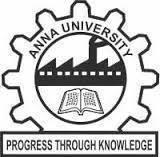 ANNA UNIVERSITY
PROGRESS THROUGH KNOWLEDGE